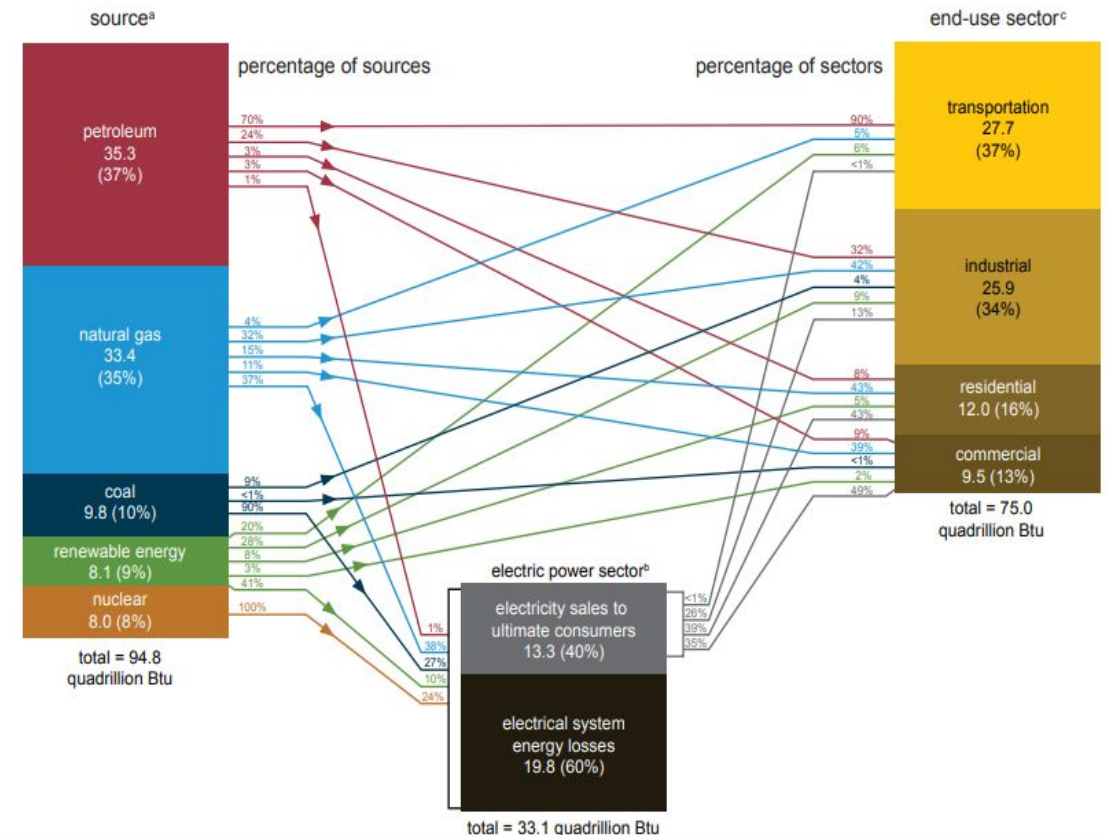 sourceᵃ
end-use sectorᶜ
percentage of sources
percentage of sectors
petroleum
35.3
(37%)
70%
24%
3%
3%
1%
natural gas
33.4
(35%)
4%
32%
15%
11%
37%
coal
9.8 (10%)
9%
<1%
90%
renewable energy
8.1 (9%)
20%
28%
8%
3%
41%
nuclear
8.0 (8%)
100%
total = 94.8
quadrillion Btu
90%
5%
6%
<1%
transportation
27.7
(37%)
32%
42%
4%
9%
13%
industrial
25.9
(34%)
8%
43%
5%
43%
residential
12.0 (16%)
9%
39%
<1%
2%
49%
commercial
9.5 (13%)
total = 75.0
quadrillion Btu
electric power sectorᵇ
1%
38%
27%
10%
24%
electricity sales to
ultimate consumers
13.3 (40%)
<1%
26%
39%
35%
electrical system
energy losses
19.8 (60%)
total = 33.1 quadrillion Btu